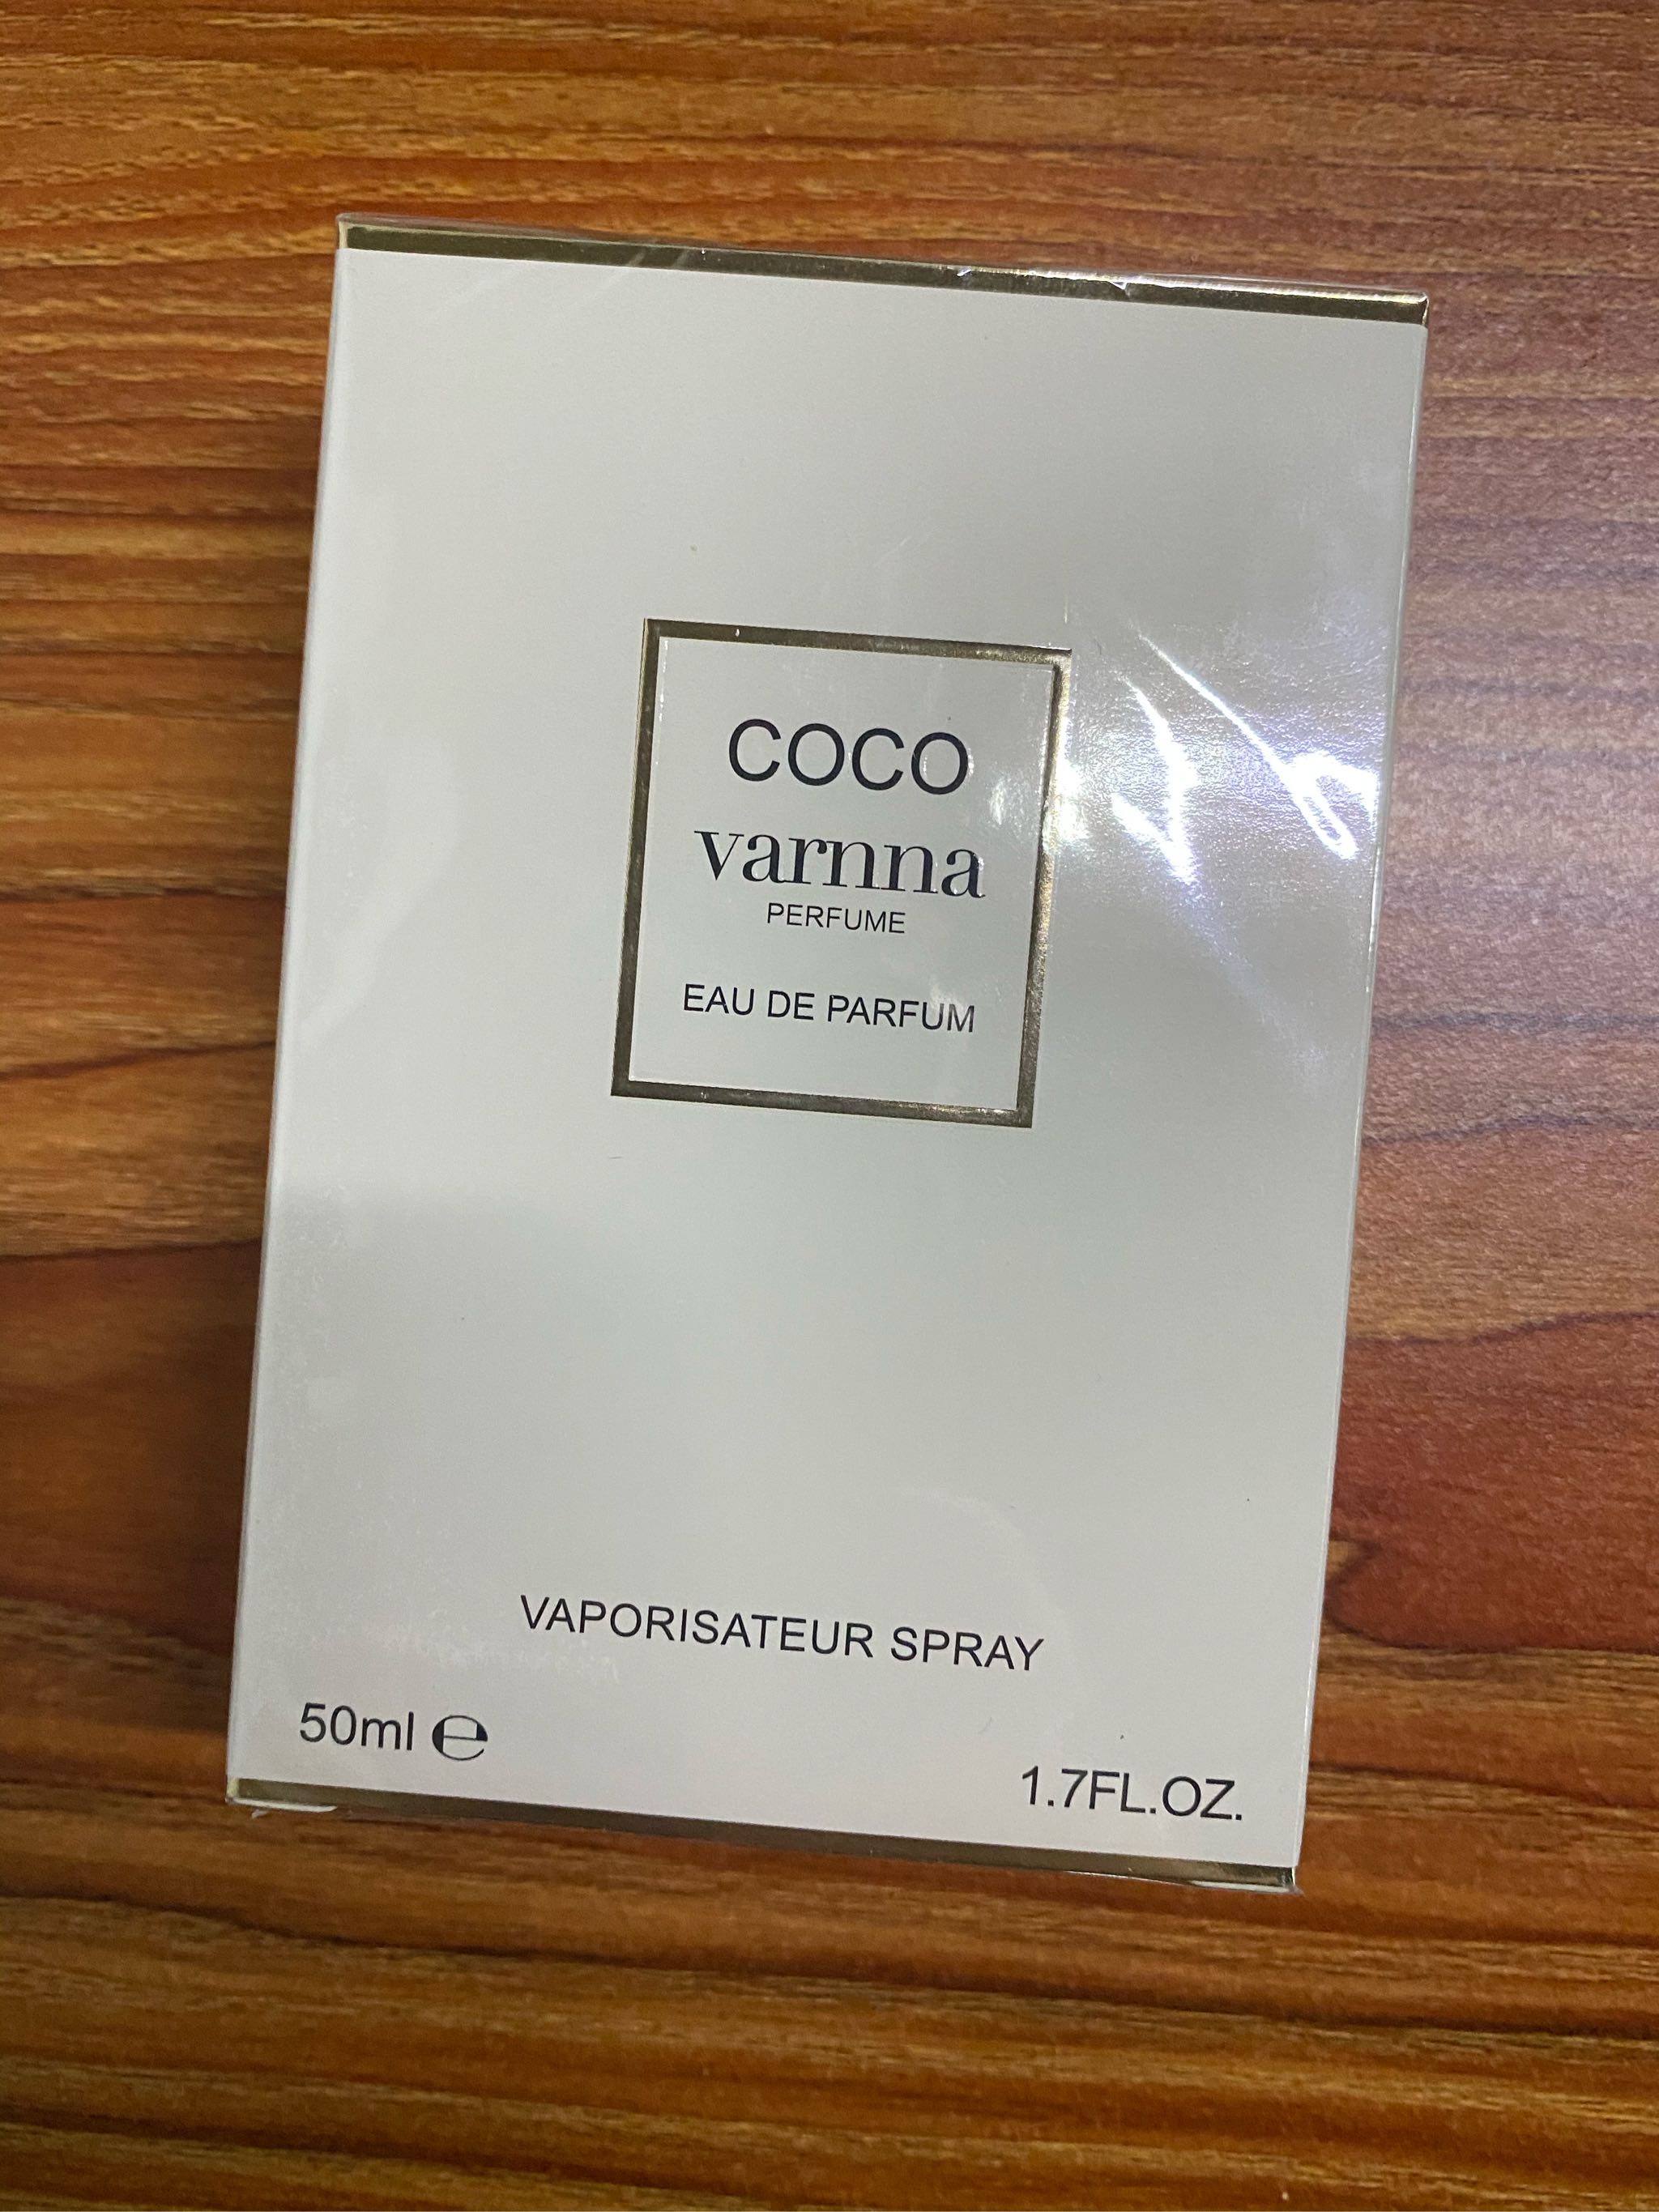 COCO
varnna
PERFUME
EAU DE PARFUM
VAPORISATEUR SPRAY
50ml ℮
1.7FL.OZ.